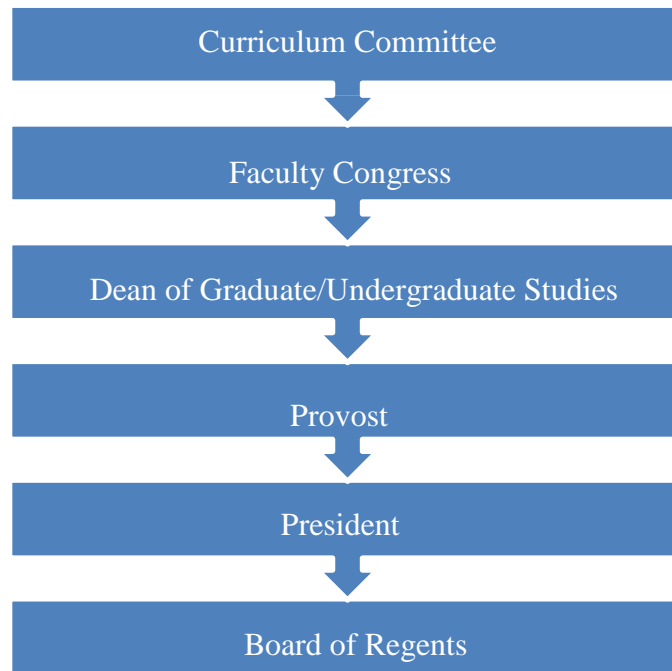 Curriculum Committee
Faculty Congress
Dean of Graduate/Undergraduate Studies
Provost
President
Board of Regents